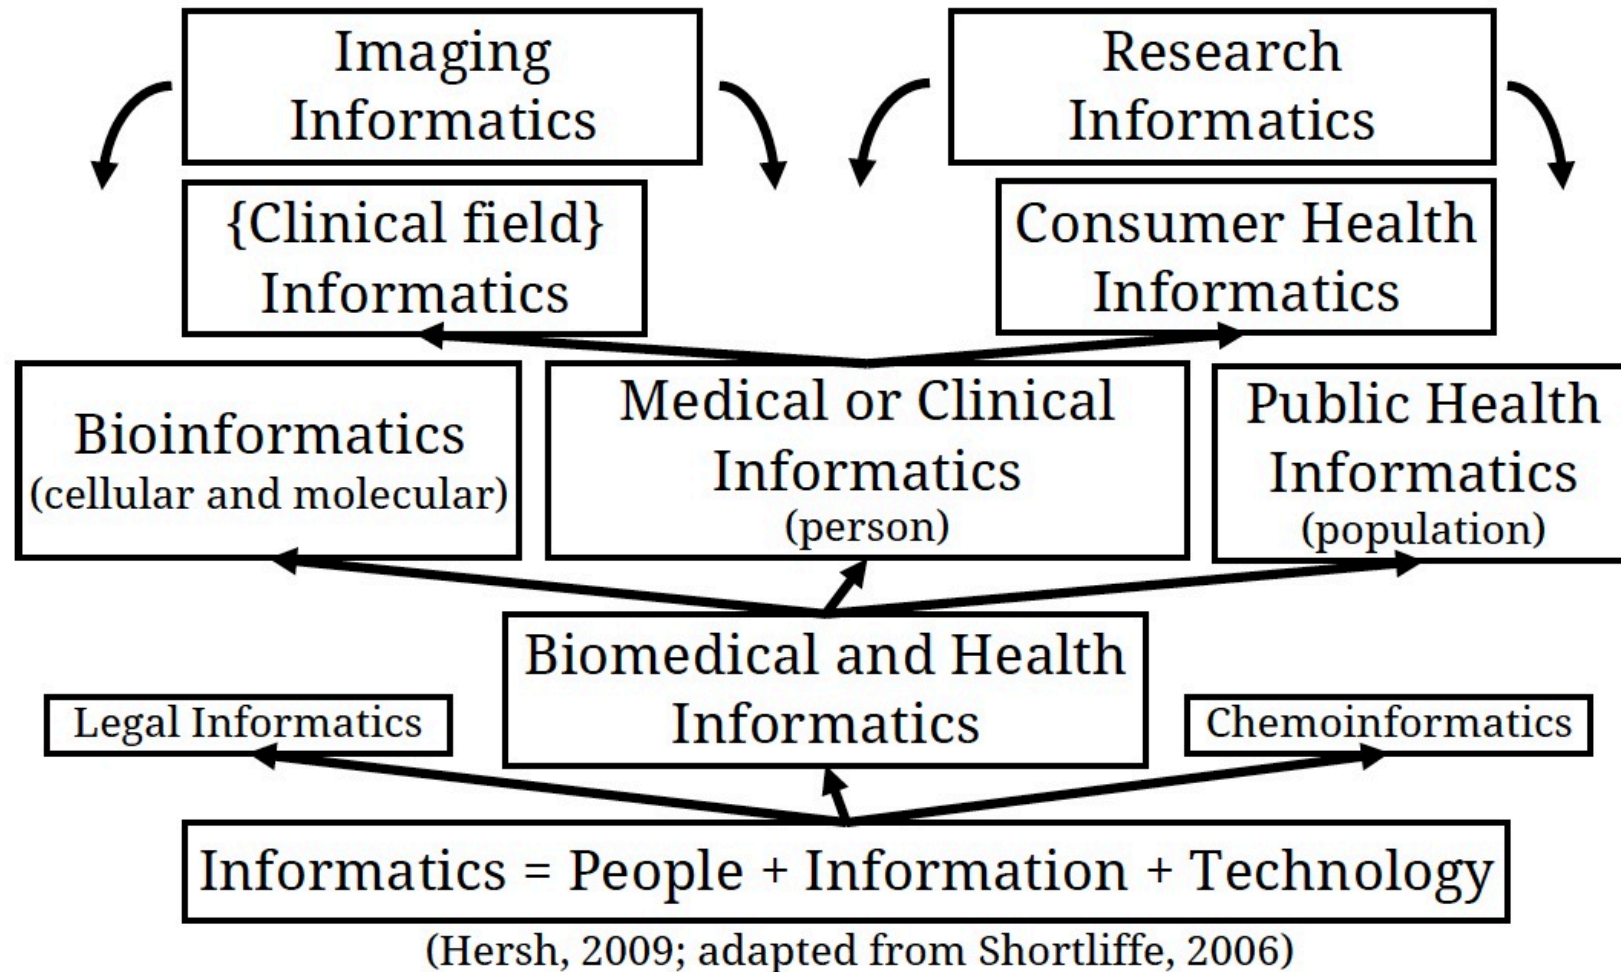 Imaging
Informatics
Research
Informatics
{Clinical field}
Informatics
Consumer Health
Informatics
Bioinformatics
(cellular and molecular)
Medical or Clinical
Informatics
(person)
Public Health
Informatics
(population)
Legal Informatics
Biomedical and Health
Informatics
Chemoinformatics
Informatics = People + Information + Technology
(Hersh, 2009; adapted from Shortliffe, 2006)